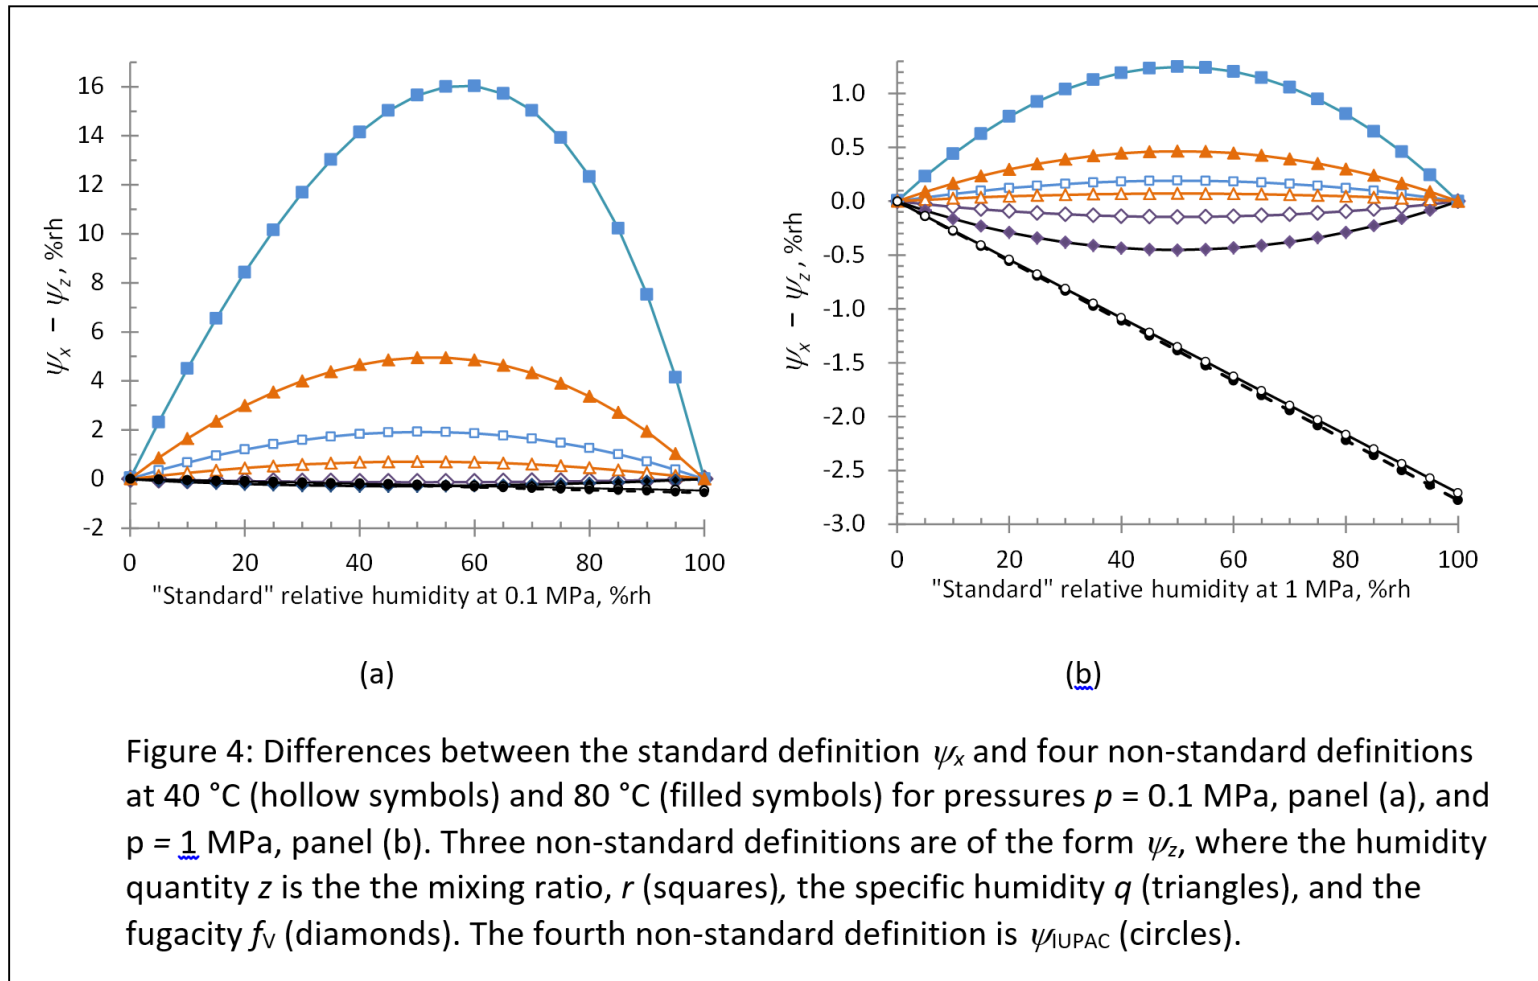 16
14
12
10
8
6
4
2
0
-2
ψx − ψz, %rh
0 20 40 60 80 100
"Standard" relative humidity at 0.1 MPa, %rh
(a)
1.0
0.5
0.0
-0.5
-1.0
-1.5
-2.0
-2.5
-3.0
ψx − ψz, %rh
0 20 40 60 80 100
"Standard" relative humidity at 1 MPa, %rh
(b)
Figure 4: Differences between the standard definition ψx and four non-standard definitions
at 40 °C (hollow symbols) and 80 °C (filled symbols) for pressures p = 0.1 MPa, panel (a), and
p = 1 MPa, panel (b). Three non-standard definitions are of the form ψz, where the humidity
quantity z is the the mixing ratio, r (squares), the specific humidity q (triangles), and the
fugacity fV (diamonds). The fourth non-standard definition is ψIUPAC (circles).